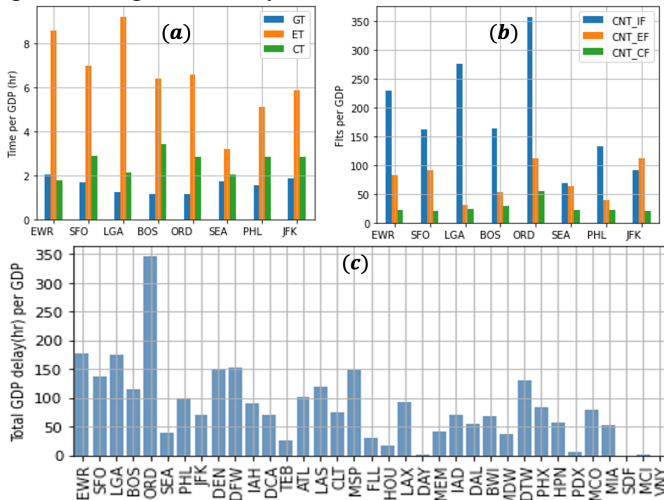 (a)
GT
ET
CT
Time per GDP (hr)
8
6
4
2
0
EWR SFO LGA BOS ORD SEA PHL JFK
(b)
CNT_IF
CNT_EF
CNT_CF
Flts per GDP
350
300
250
200
150
100
50
0
EWR SFO LGA BOS ORD SEA PHL JFK
(c)
Total GDP delay(hr) per GDP
350
300
250
200
150
100
50
0
EWR SFO LGA BOS ORD SEA PHL JFK DEN DFW IAH DCA TEB ATL LAS CLT MSP FLL HOU LAX DAY MEM IAD DAL BWI MDW DTW PHX HPN PDX MCO MIA SDF MCI